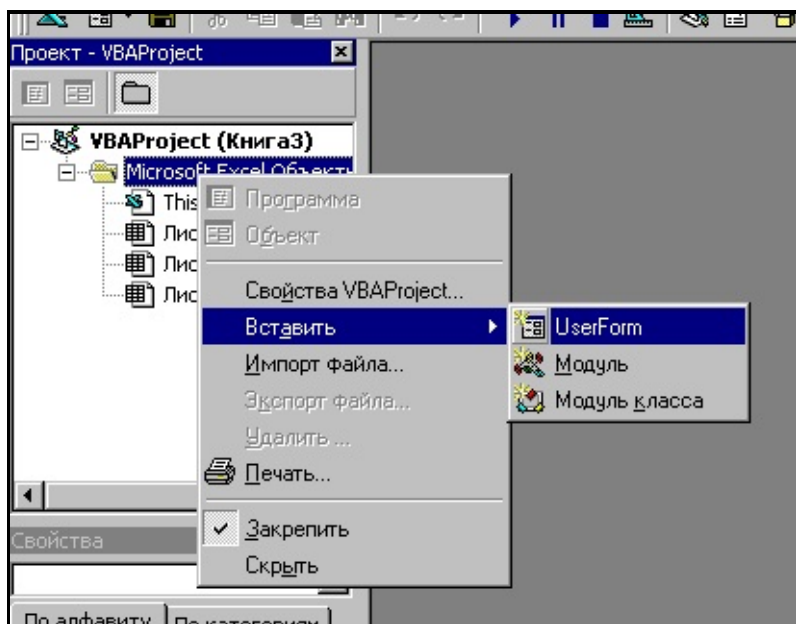 Проект - VBAProject
VBAProject (Книга3)
Microsoft Excel Объекты
This
Лис
Лис
Лис
Программа
Объект
Свойства VBAProject...
Вставить
Импорт файла...
Экспорт файла...
Удалить ...
Печать...
Закрепить
Скрыть
UserForm
Модуль
Модуль класса
Свойства
По алфавиту
По категориям